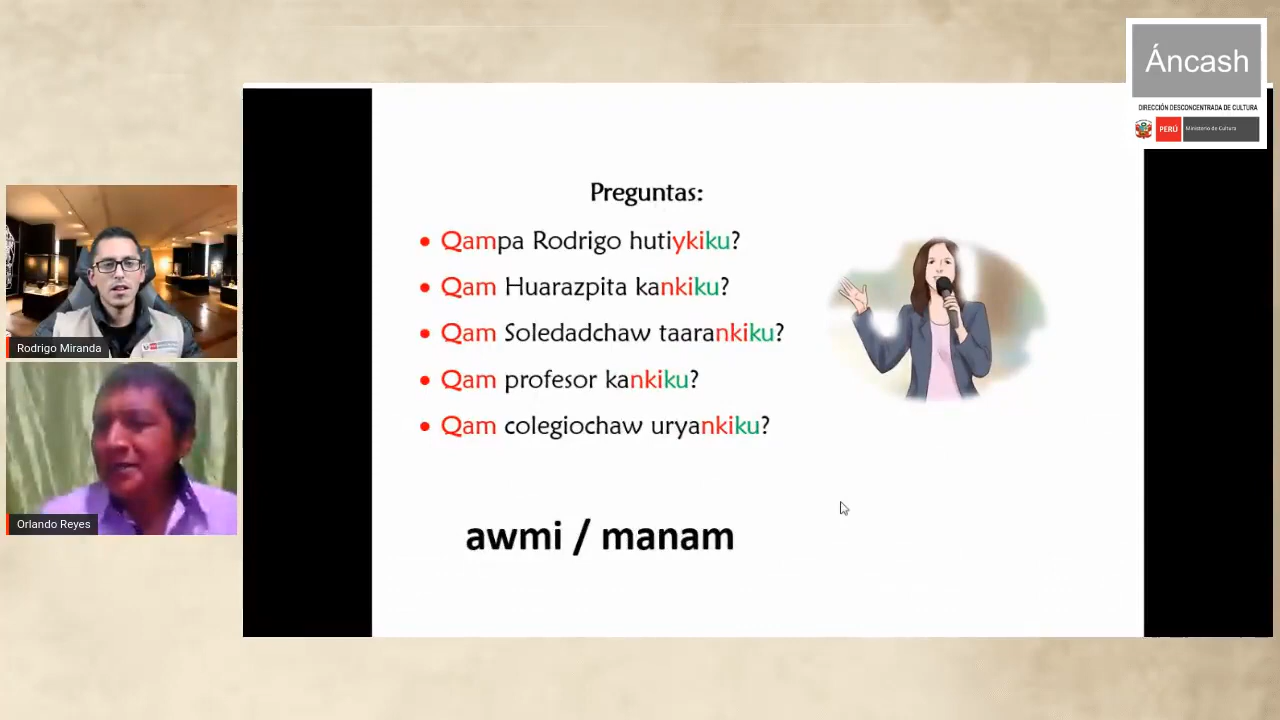 Áncash
DIRECCIÓN DESCONCENTRADA DE CULTURA
PERÚ Ministerio de Cultura
Preguntas:
• Qampa Rodrigo hutiykiku?
• Qam Huarazpita kankiku?
• Qam Soledadchaw taarankiku?
• Qam profesor kankiku?
• Qam colegiochaw uryankiku?
awmi / manam
Rodrigo Miranda
Orlando Reyes